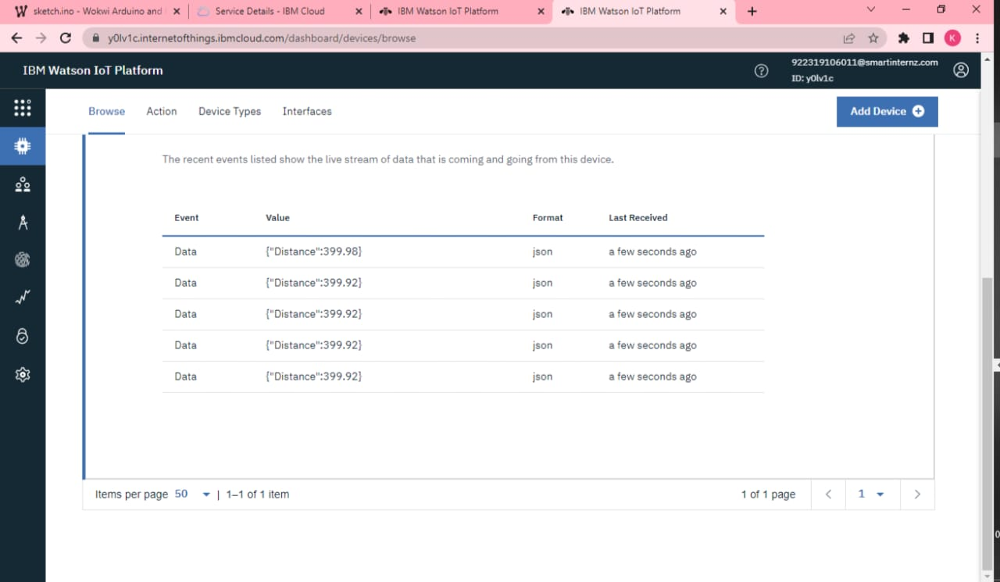 sketch.ino - Wokwi Arduino and
Service Details - IBM Cloud
IBM Watson IoT Platform
IBM Watson IoT Platform
y0lv1c.internetofthings.ibmcloud.com/dashboard/devices/browse
K
IBM Watson IoT Platform
922319106011@smartinternz.com
ID: y0lv1c
Browse Action Device Types Interfaces
Add Device
The recent events listed show the live stream of data that is coming and going from this device.
Event Value Format Last Received
Data {"Distance":399.98} json a few seconds ago
Data {"Distance":399.92} json a few seconds ago
Data {"Distance":399.92} json a few seconds ago
Data {"Distance":399.92} json a few seconds ago
Data {"Distance":399.92} json a few seconds ago
Items per page 50 | 1–1 of 1 item
1 of 1 page
1